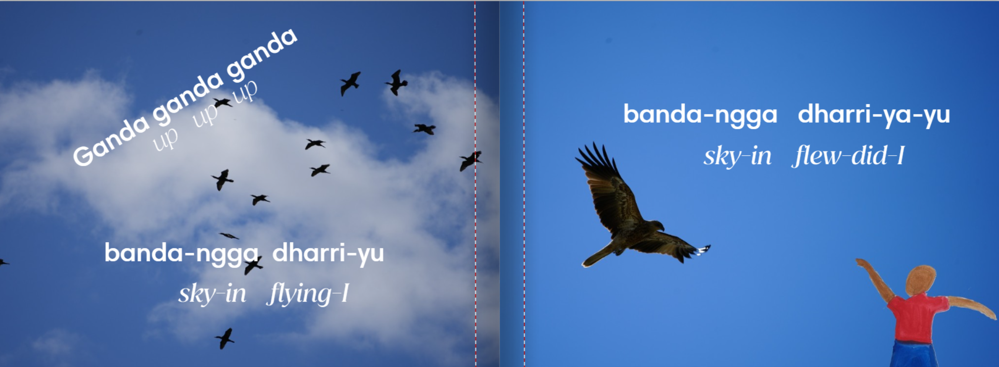 Ganda ganda ganda
up up up
banda-ngga dharri-yu
sky-in flying-I
banda-ngga dharri-ya-yu
sky-in flew-did-I